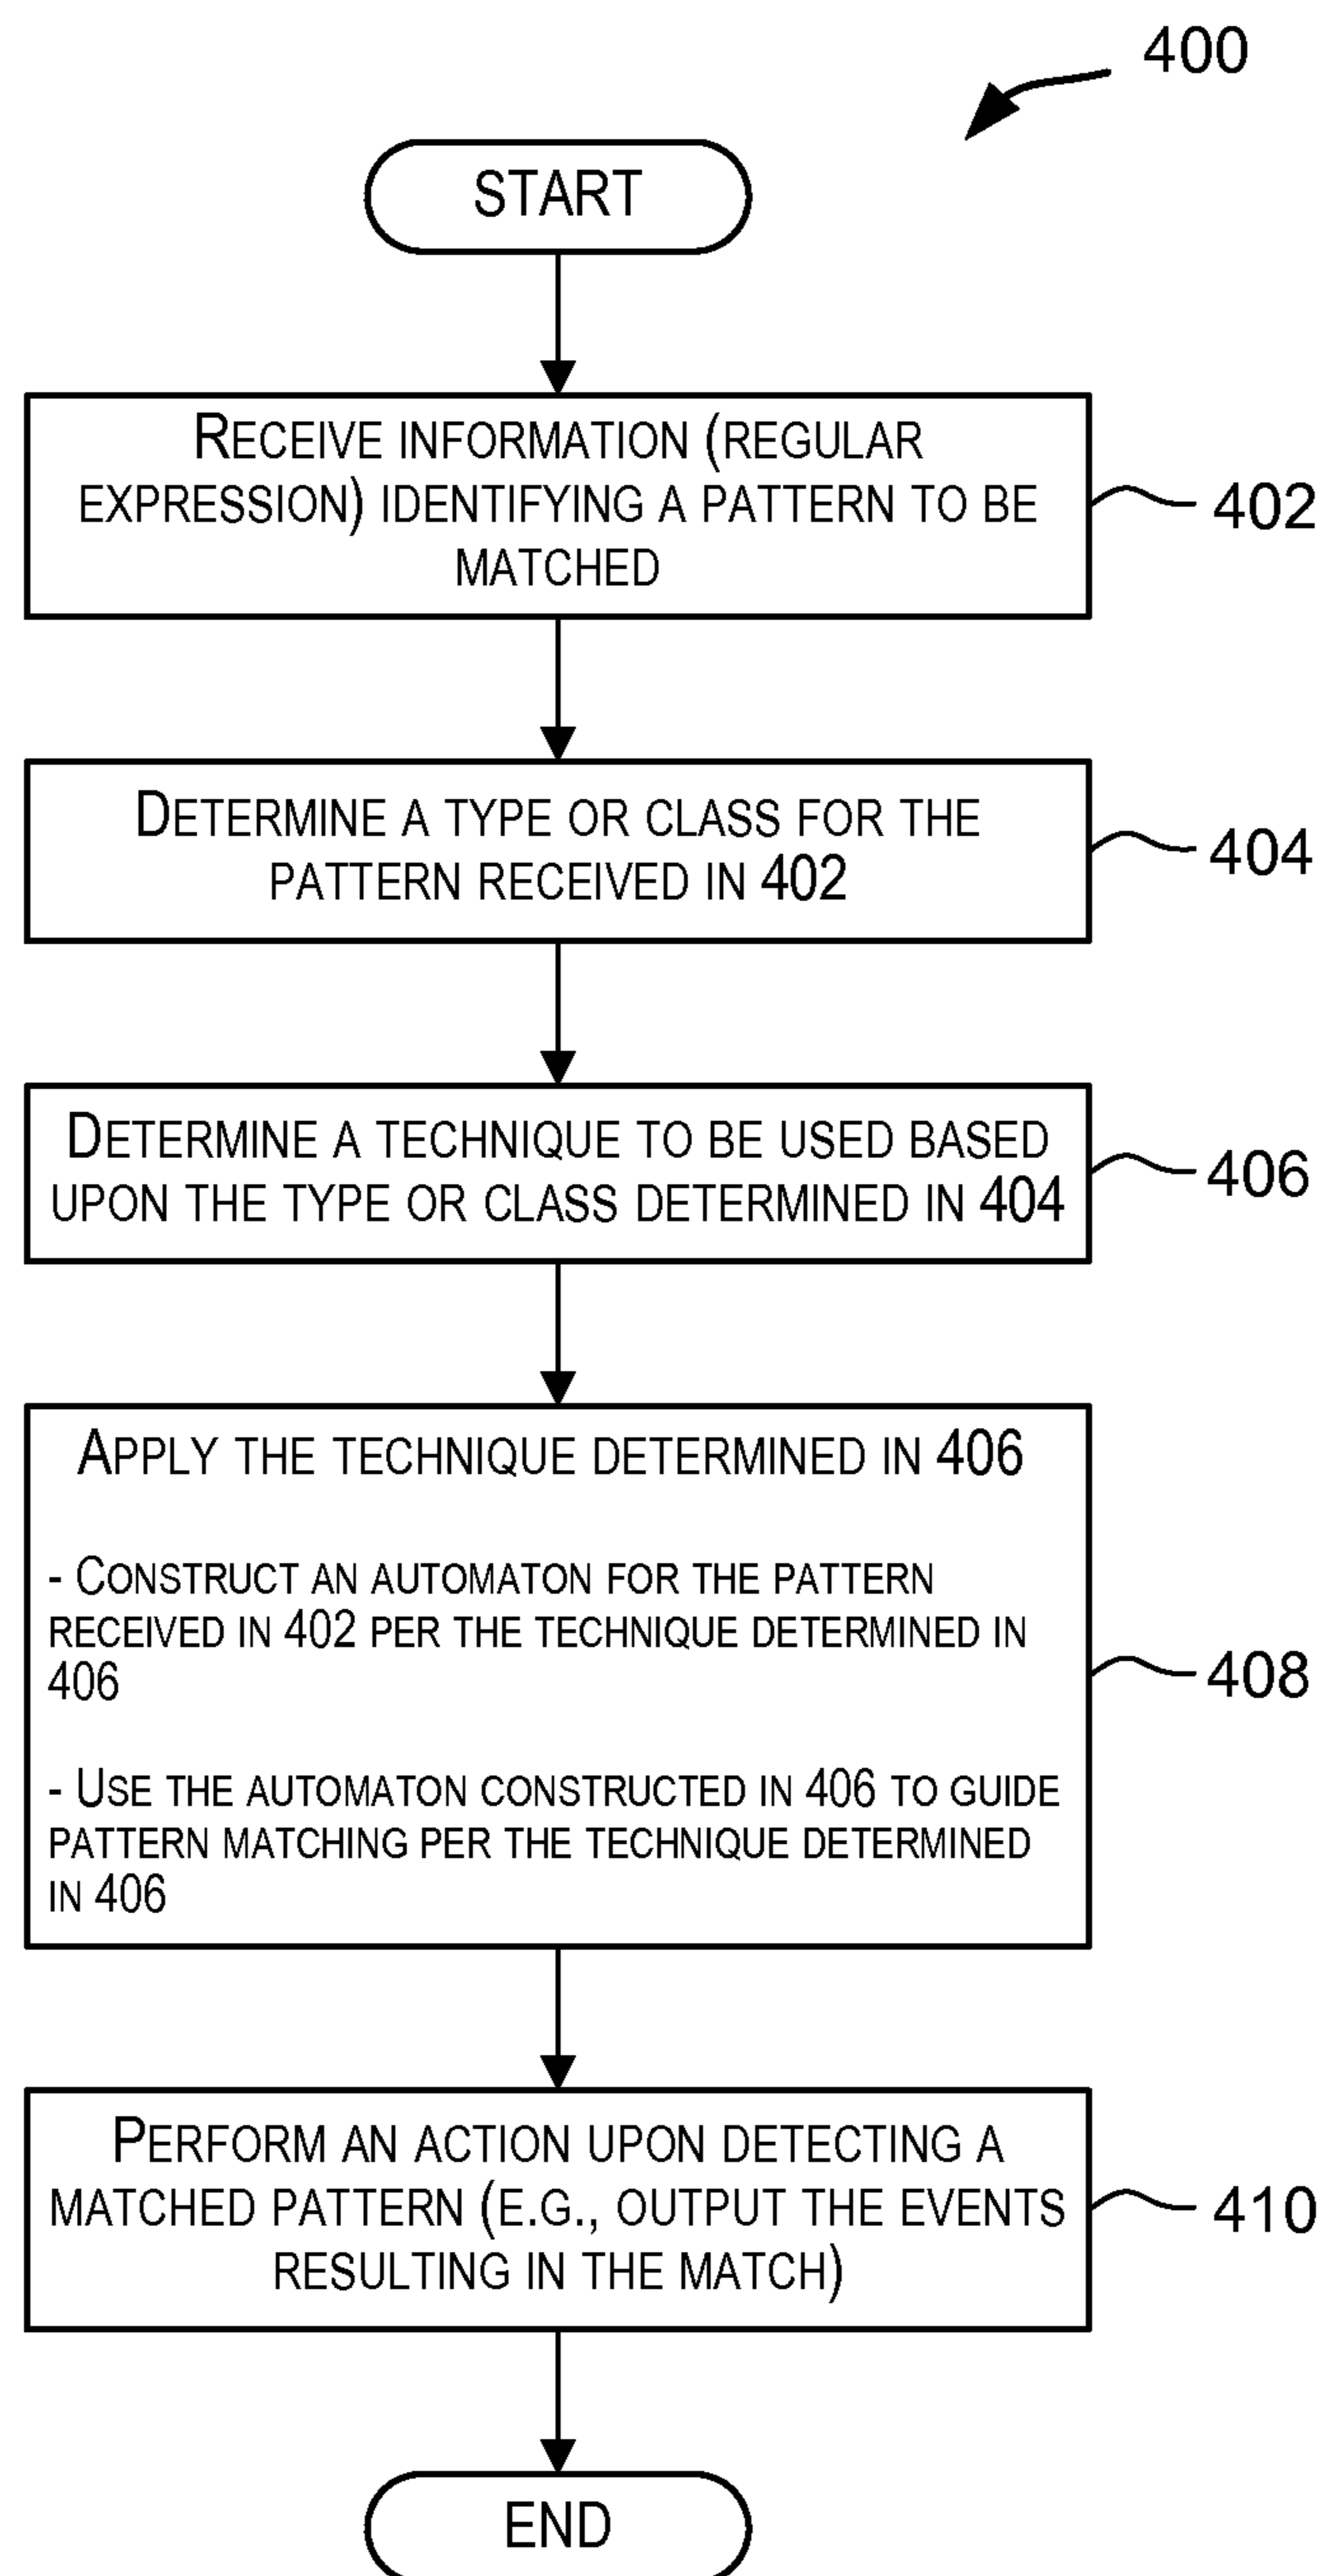 400
START
RECEIVE INFORMATION (REGULAR
EXPRESSION) IDENTIFYING A PATTERN TO BE
MATCHED
402
DETERMINE A TYPE OR CLASS FOR THE
PATTERN RECEIVED IN 402
404
DETERMINE A TECHNIQUE TO BE USED BASED
UPON THE TYPE OR CLASS DETERMINED IN 404
406
APPLY THE TECHNIQUE DETERMINED IN 406
- CONSTRUCT AN AUTOMATON FOR THE PATTERN
RECEIVED IN 402 PER THE TECHNIQUE DETERMINED IN
406
- USE THE AUTOMATON CONSTRUCTED IN 406 TO GUIDE
PATTERN MATCHING PER THE TECHNIQUE DETERMINED
IN 406
408
PERFORM AN ACTION UPON DETECTING A
MATCHED PATTERN (E.G., OUTPUT THE EVENTS
RESULTING IN THE MATCH)
410
END